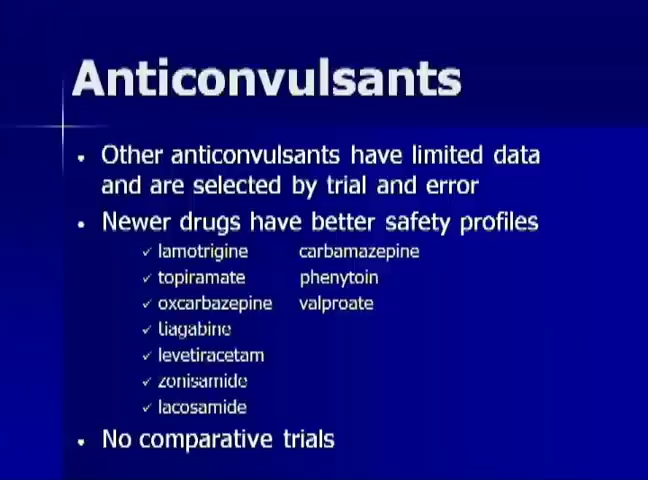 Anticonvulsants
• Other anticonvulsants have limited data
and are selected by trial and error
• Newer drugs have better safety profiles
✓ lamotrigine carbamazepine
✓ topiramate phenytoin
✓ oxcarbazepine valproate
✓ tiagabine
✓ levetiracetam
✓ zonisamide
✓ lacosamide
• No comparative trials